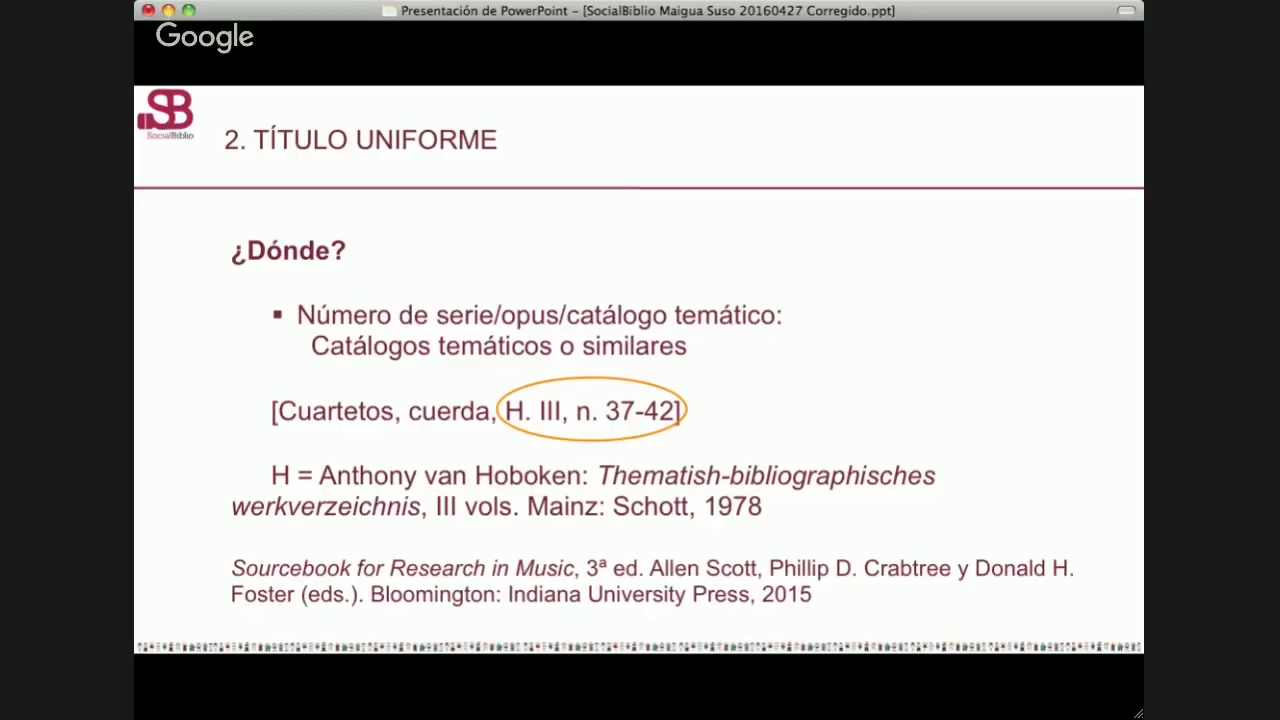 Presentación de PowerPoint – [SocialBiblio Maigua Suso 20160427 Corregido.ppt]
Google
SB
SocialBiblio
2. TÍTULO UNIFORME
¿Dónde?
▪ Número de serie/opus/catálogo temático:
Catálogos temáticos o similares
[Cuartetos, cuerda, H. III, n. 37-42]
H = Anthony van Hoboken: Thematish-bibliographisches
werkverzeichnis, III vols. Mainz: Schott, 1978
Sourcebook for Research in Music, 3ª ed. Allen Scott, Phillip D. Crabtree y Donald H.
Foster (eds.). Bloomington: Indiana University Press, 2015